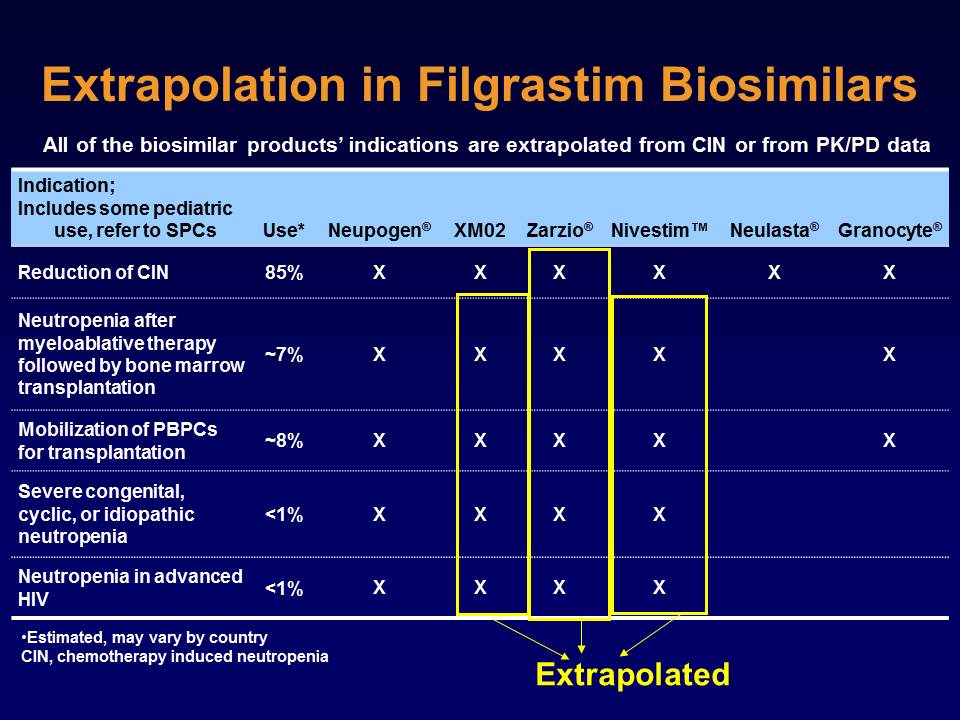 Extrapolation in Filgrastim Biosimilars
All of the biosimilar products’ indications are extrapolated from CIN or from PK/PD data
Indication;
Includes some pediatric
use, refer to SPCs Use* Neupogen® XM02 Zarzio® Nivestim™ Neulasta® Granocyte®
Reduction of CIN 85% X X X X X X
Neutropenia after
myeloablative therapy
followed by bone marrow
transplantation
~7% X X X X X
Mobilization of PBPCs
for transplantation
~8% X X X X X
Severe congenital,
cyclic, or idiopathic
neutropenia
<1% X X X X
Neutropenia in advanced
HIV
<1% X X X X
•Estimated, may vary by country
CIN, chemotherapy induced neutropenia
Extrapolated